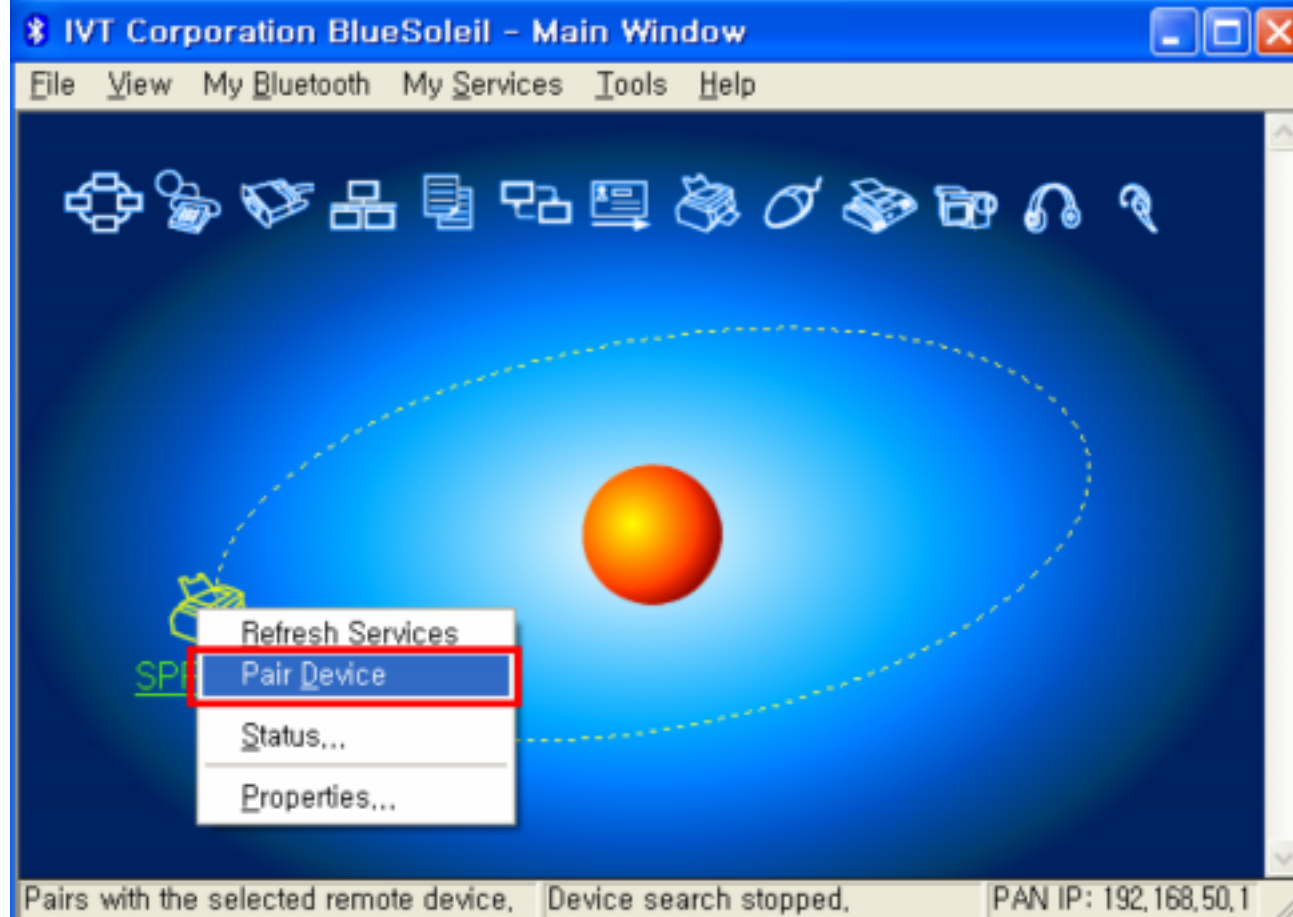 IVT Corporation BlueSoleil - Main Window
File View My Bluetooth My Services Tools Help
Refresh Services
Pair Device
Status...
Properties...
Pairs with the selected remote device, Device search stopped, PAN IP: 192,168,50,1